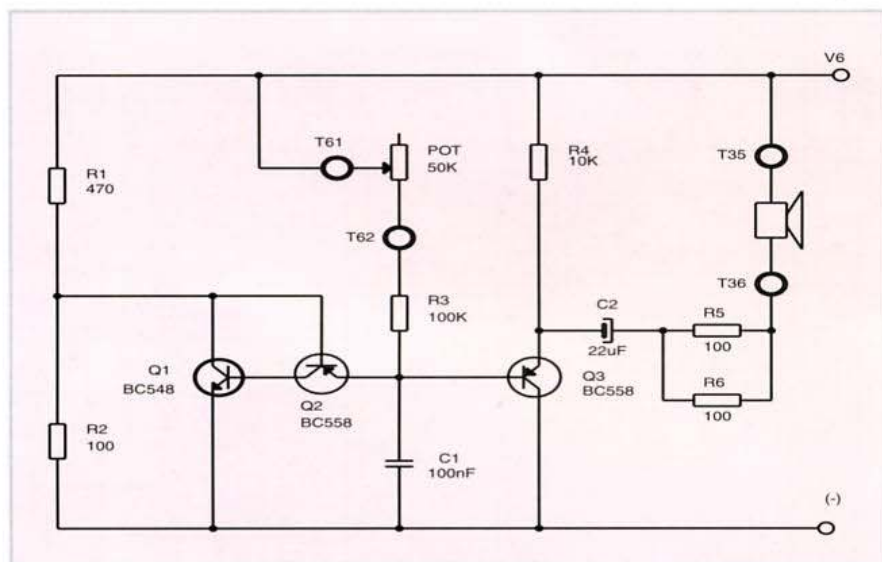 V6
T61
POT
50K
R4
10K
T35
R1
470
T62
T36
R3
100K
C2
22uF
R5
100
Q1
BC548
Q2
BC558
Q3
BC558
R6
100
R2
100
C1
100nF
(-)